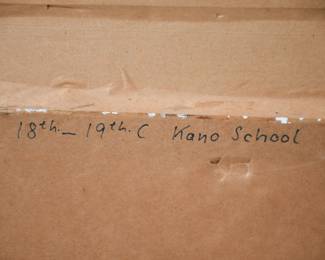 18th. - 19th. C Kano School